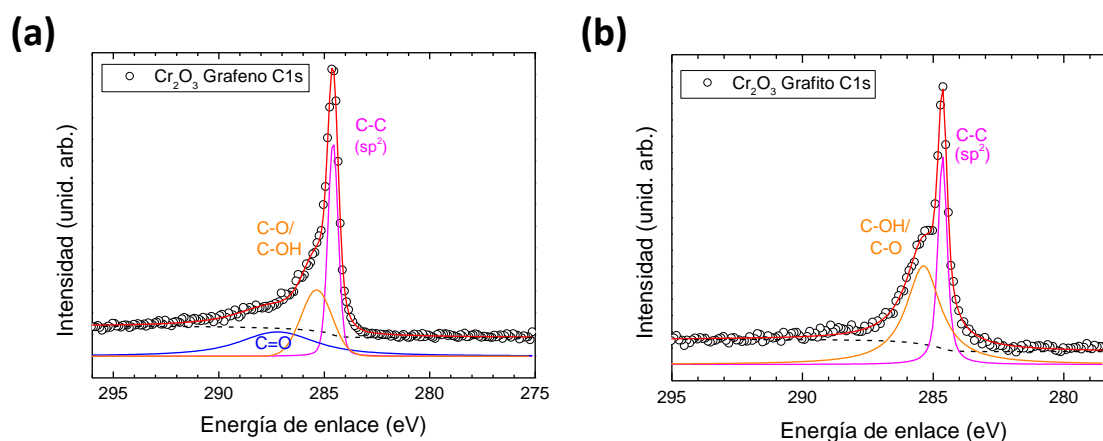 (a)
Cr₂O₃ Grafeno C1s
C-C
(sp²)
C-O/
C-OH
C=O
Intensidad (unid. arb.)
295 290 285 280 275
Energía de enlace (eV)
(b)
Cr₂O₃ Grafito C1s
C-C
(sp²)
C-OH/
C-O
Intensidad (unid. arb.)
295 290 285 280
Energía de enlace (eV)